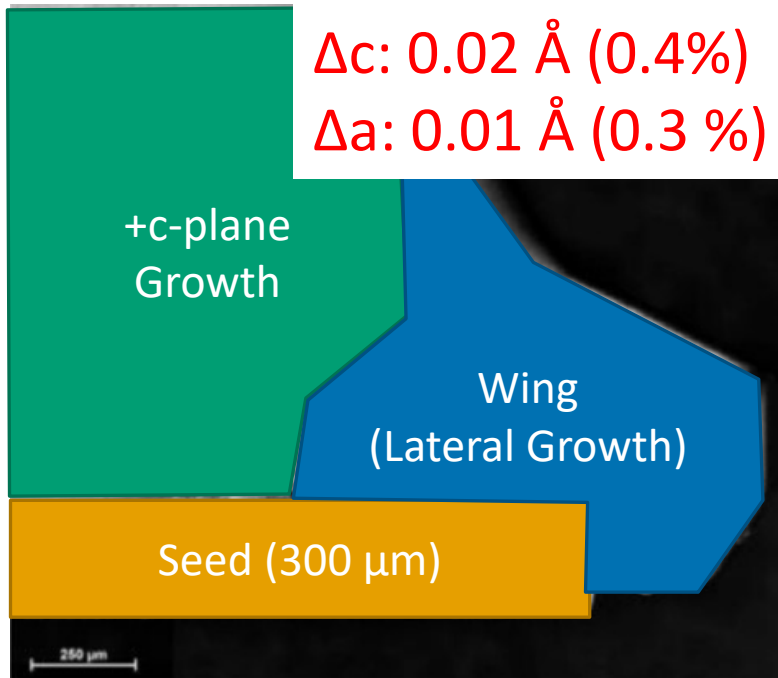 Δc: 0.02 Å (0.4%)
Δa: 0.01 Å (0.3 %)
+c-plane
Growth
Wing
(Lateral Growth)
Seed (300 µm)
250 µm